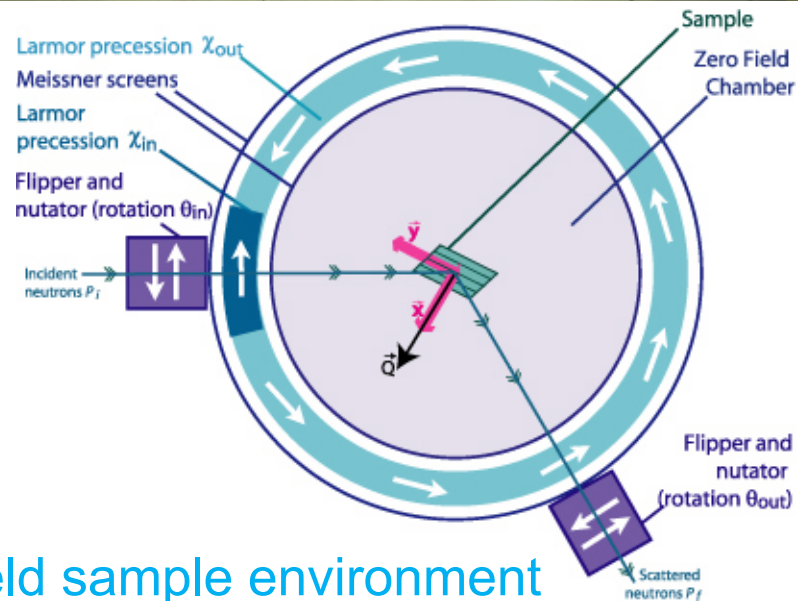 Sample
Larmor precession χout
Zero Field
Chamber
Meissner screens
Larmor
precession χin
Flipper and
nutator (rotation θin)
Incident
neutrons Pi
y
x
Q
Flipper and
nutator
(rotation θout)
Scattered
neutrons Pf
eld sample environment